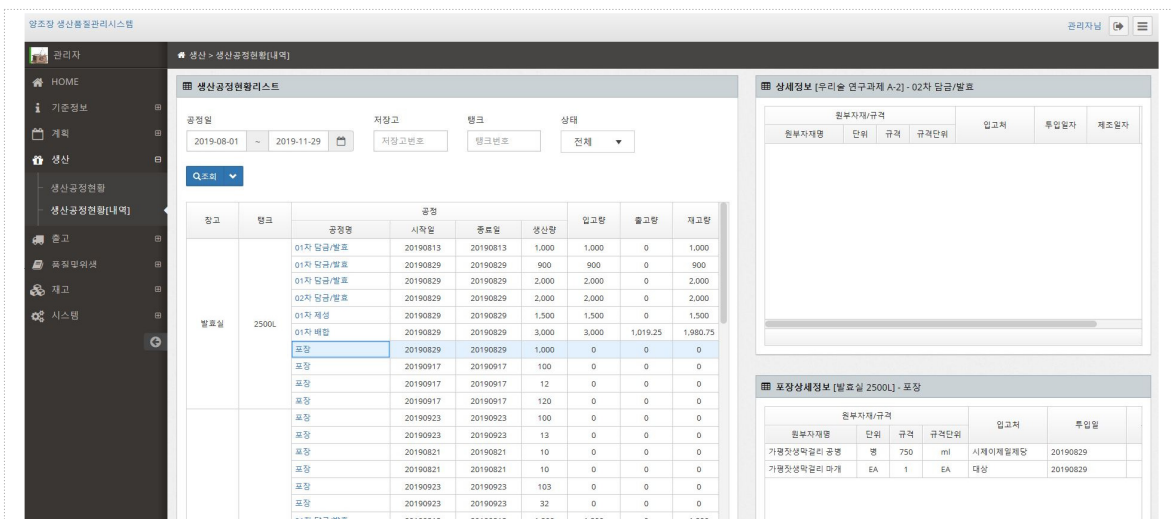 양조장 생산품질관리시스템
관리자님
관리자
생산 > 생산공정현황[내역]
HOME
기준정보
계획
생산
생산공정현황
생산공정현황[내역]
출고
품질및위생
재고
시스템
생산공정현황리스트
공정일 저장고 탱크 상태
2019-08-01 ~ 2019-11-29 저장고번호 탱크번호 전체
조회
창고 탱크 공정 입고량 출고량 재고량
공정명 시작일 종료일 생산량
발효실 2500L
01차 담금/발효 20190813 20190813 1,000 1,000 0 1,000
01차 담금/발효 20190829 20190829 900 900 0 900
01차 담금/발효 20190829 20190829 2,000 2,000 0 2,000
02차 담금/발효 20190829 20190829 2,000 2,000 0 2,000
01차 제성 20190829 20190829 1,500 1,500 0 1,500
01차 배합 20190829 20190829 3,000 3,000 1,019.25 1,980.75
포장 20190829 20190829 1,000 0 0 0
포장 20190917 20190917 100 0 0 0
포장 20190917 20190917 12 0 0 0
포장 20190917 20190917 120 0 0 0
포장 20190923 20190923 100 0 0 0
포장 20190923 20190923 13 0 0 0
포장 20190821 20190821 10 0 0 0
포장 20190821 20190821 10 0 0 0
포장 20190923 20190923 103 0 0 0
포장 20190923 20190923 32 0 0 0
상세정보 [우리술 연구과제 A-2] - 02차 담금/발효
원부자재/규격 입고처 투입일자 제조일자
원부자재명 단위 규격 규격단위
포장상세정보 [발효실 2500L] - 포장
원부자재/규격 입고처 투입일
원부자재명 단위 규격 규격단위
가평잣생막걸리 공병 병 750 ml 시제이제일제당 20190829
가평잣생막걸리 마개 EA 1 EA 대상 20190829